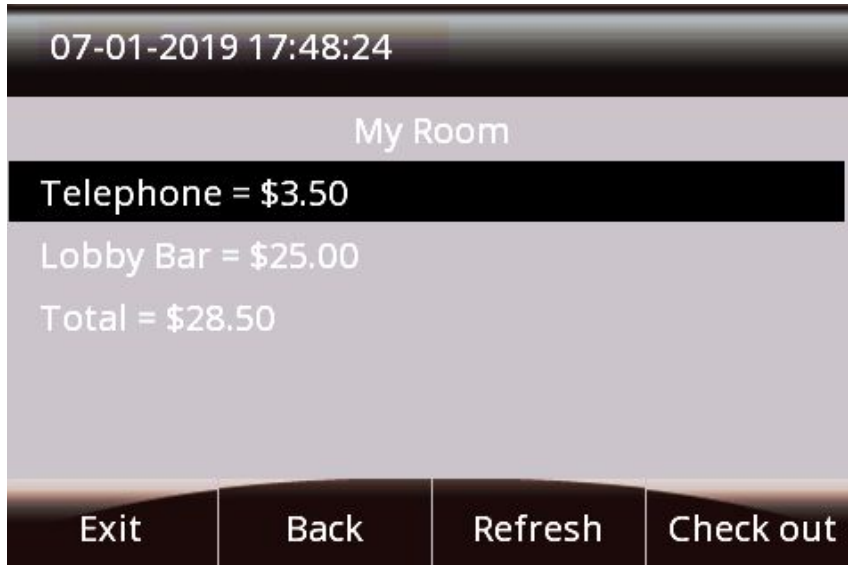 07-01-2019 17:48:24
My Room
Telephone = $3.50
Lobby Bar = $25.00
Total = $28.50
Exit Back Refresh Check out